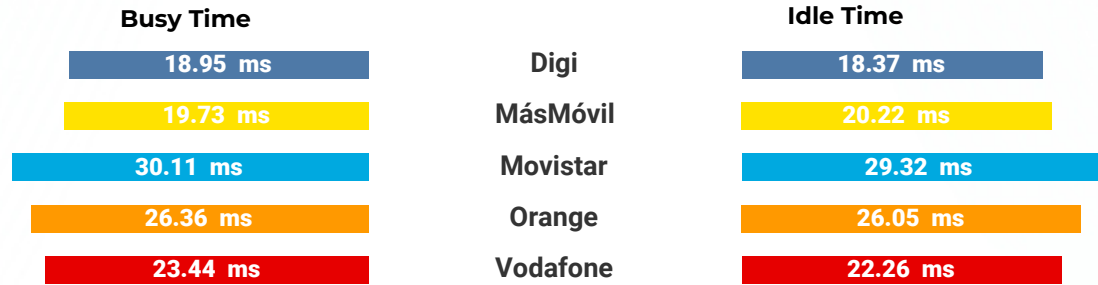 Busy Time Idle Time
18.95 ms Digi 18.37 ms
19.73 ms MásMóvil 20.22 ms
30.11 ms Movistar 29.32 ms
26.36 ms Orange 26.05 ms
23.44 ms Vodafone 22.26 ms